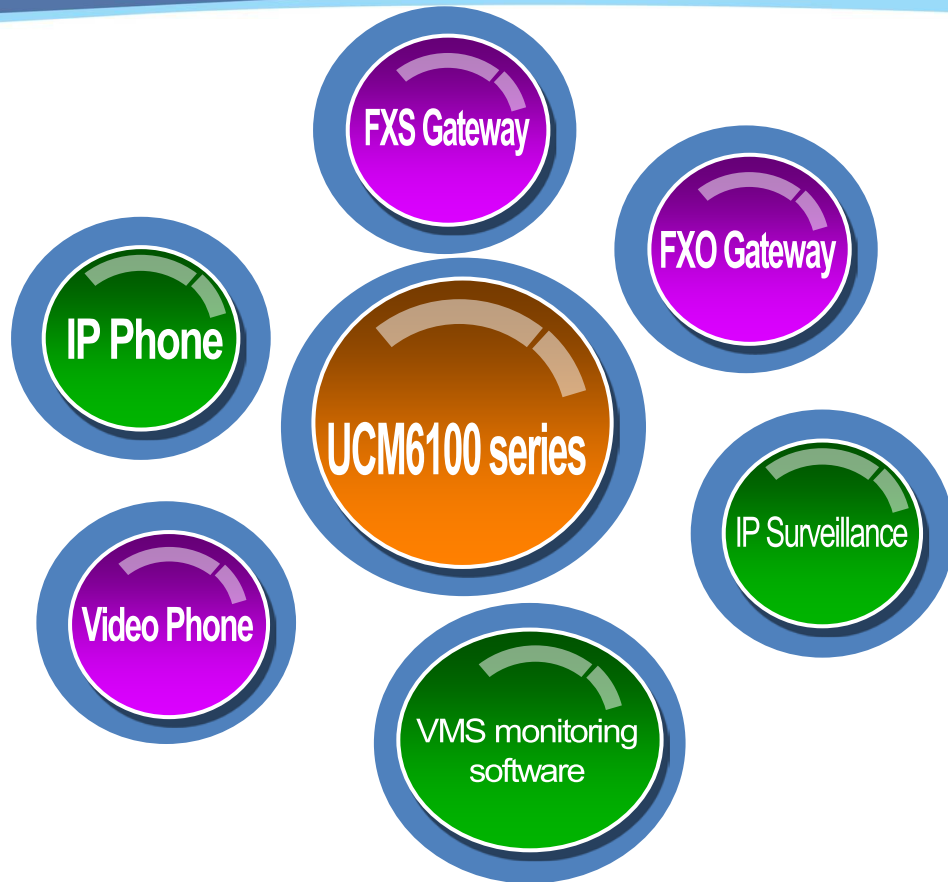 FXS Gateway
FXO Gateway
IP Phone
UCM6100 series
IP Surveillance
Video Phone
VMS monitoring
software